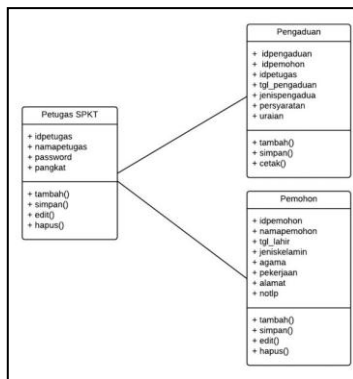 Petugas SPKT
+ idpetugas
+ namapetugas
+ password
+ pangkat
+ tambah()
+ simpan()
+ edit()
+ hapus()
Pengaduan
+ idpengaduan
+ idpemohon
+ idpetugas
+ tgl_pengaduan
+ jenispengadua
+ persyaratan
+ uraian
+ tambah()
+ simpan()
+ cetak()
Pemohon
+ idpemohon
+ namapemohon
+ tgl_lahir
+ jeniskelamin
+ agama
+ pekerjaan
+ alamat
+ notlp
+ tambah()
+ simpan()
+ edit()
+ hapus()